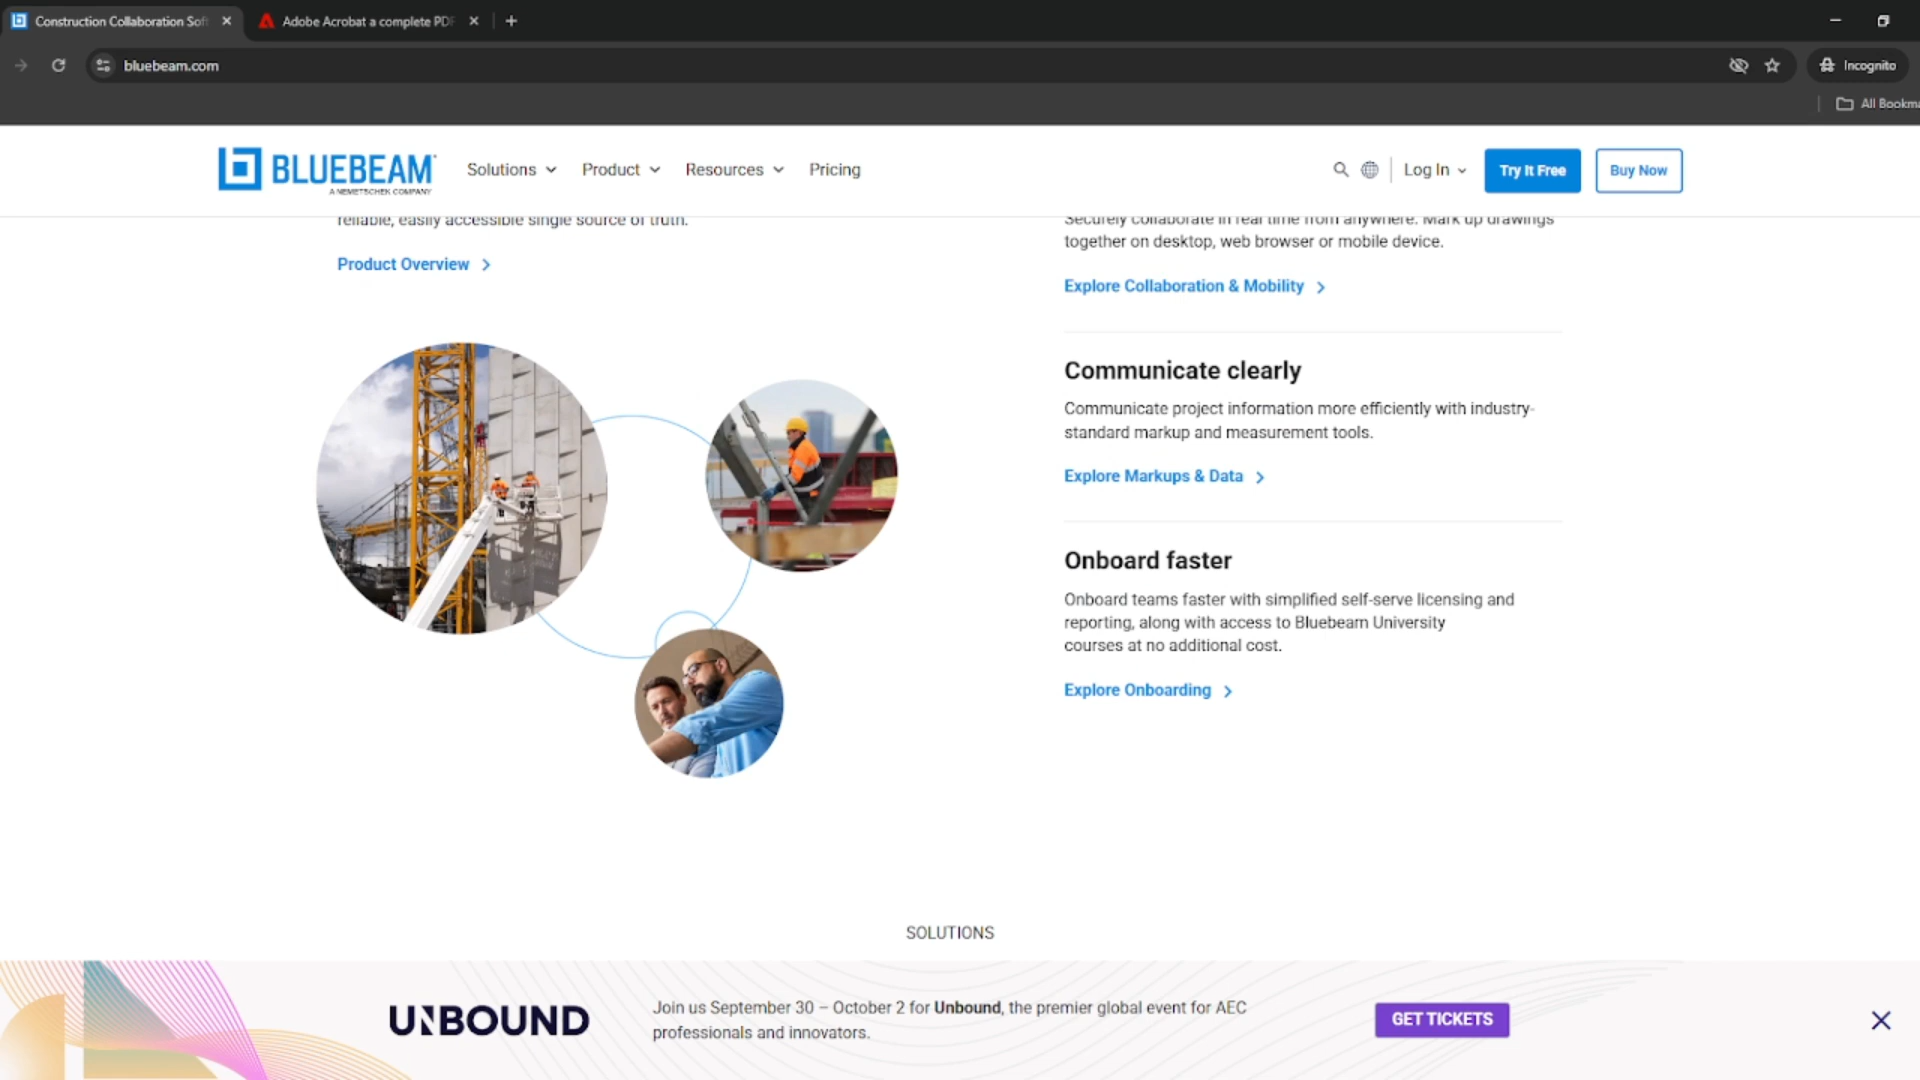 Construction Collaboration Soft
Adobe Acrobat a complete PDF
bluebeam.com
Incognito
All Bookma
BLUEBEAM
A NEMETSCHEK COMPANY
Solutions
Product
Resources
Pricing
Log In
Try It Free
Buy Now
reliable, easily accessible single source of truth.
Product Overview
Securely collaborate in real time from anywhere. Mark up drawings
together on desktop, web browser or mobile device.
Explore Collaboration & Mobility
Communicate clearly
Communicate project information more efficiently with industry-
standard markup and measurement tools.
Explore Markups & Data
Onboard faster
Onboard teams faster with simplified self-serve licensing and
reporting, along with access to Bluebeam University
courses at no additional cost.
Explore Onboarding
SOLUTIONS
UNBOUND
Join us September 30 – October 2 for Unbound, the premier global event for AEC
professionals and innovators.
GET TICKETS